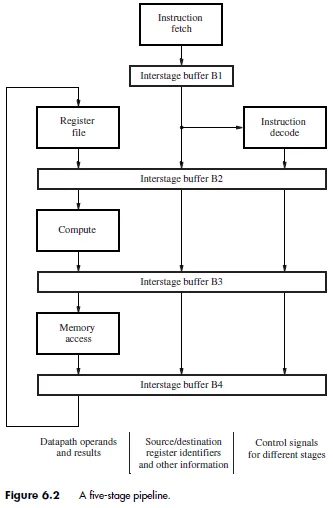 Instruction
fetch
Interstage buffer B1
Register
file
Instruction
decode
Interstage buffer B2
Compute
Interstage buffer B3
Memory
access
Interstage buffer B4
Datapath operands
and results
Source/destination
register identifiers
and other information
Control signals
for different stages
Figure 6.2 A five-stage pipeline.